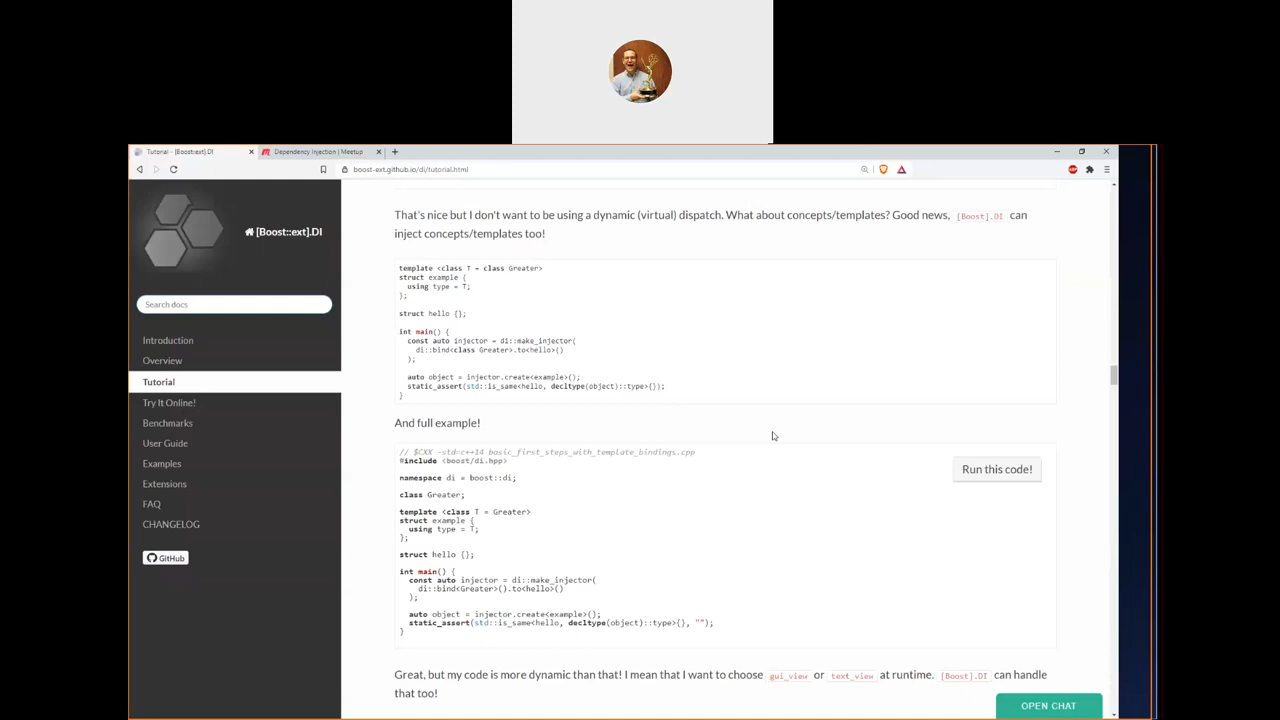 Tutorial - [Boost::ext].DI
Dependency Injection | Meetup
boost-ext.github.io/di/tutorial.html
[Boost::ext].DI
Search docs
Introduction
Overview
Tutorial
Try It Online!
Benchmarks
User Guide
Examples
Extensions
FAQ
CHANGELOG
GitHub
That's nice but I don't want to be using a dynamic (virtual) dispatch. What about concepts/templates? Good news, [Boost].DI can
inject concepts/templates too!
template <class T = class Greater>
struct example {
using type = T;
};
struct hello {};
int main() {
const auto injector = di::make_injector(
di::bind<class Greater>.to<hello>()
);
auto object = injector.create<example>();
static_assert(std::is_same<hello, decltype(object)::type>{});
}
And full example!
// $CXX -std=c++14 basic_first_steps_with_template_bindings.cpp
#include <boost/di.hpp>
namespace di = boost::di;
class Greater;
template <class T = Greater>
struct example {
using type = T;
};
struct hello {};
int main() {
const auto injector = di::make_injector(
di::bind<Greater>().to<hello>()
);
auto object = injector.create<example>();
static_assert(std::is_same<hello, decltype(object)::type>{}, "");
}
Run this code!
Great, but my code is more dynamic than that! I mean that I want to choose gui_view or text_view at runtime. [Boost].DI can handle
that too!
OPEN CHAT